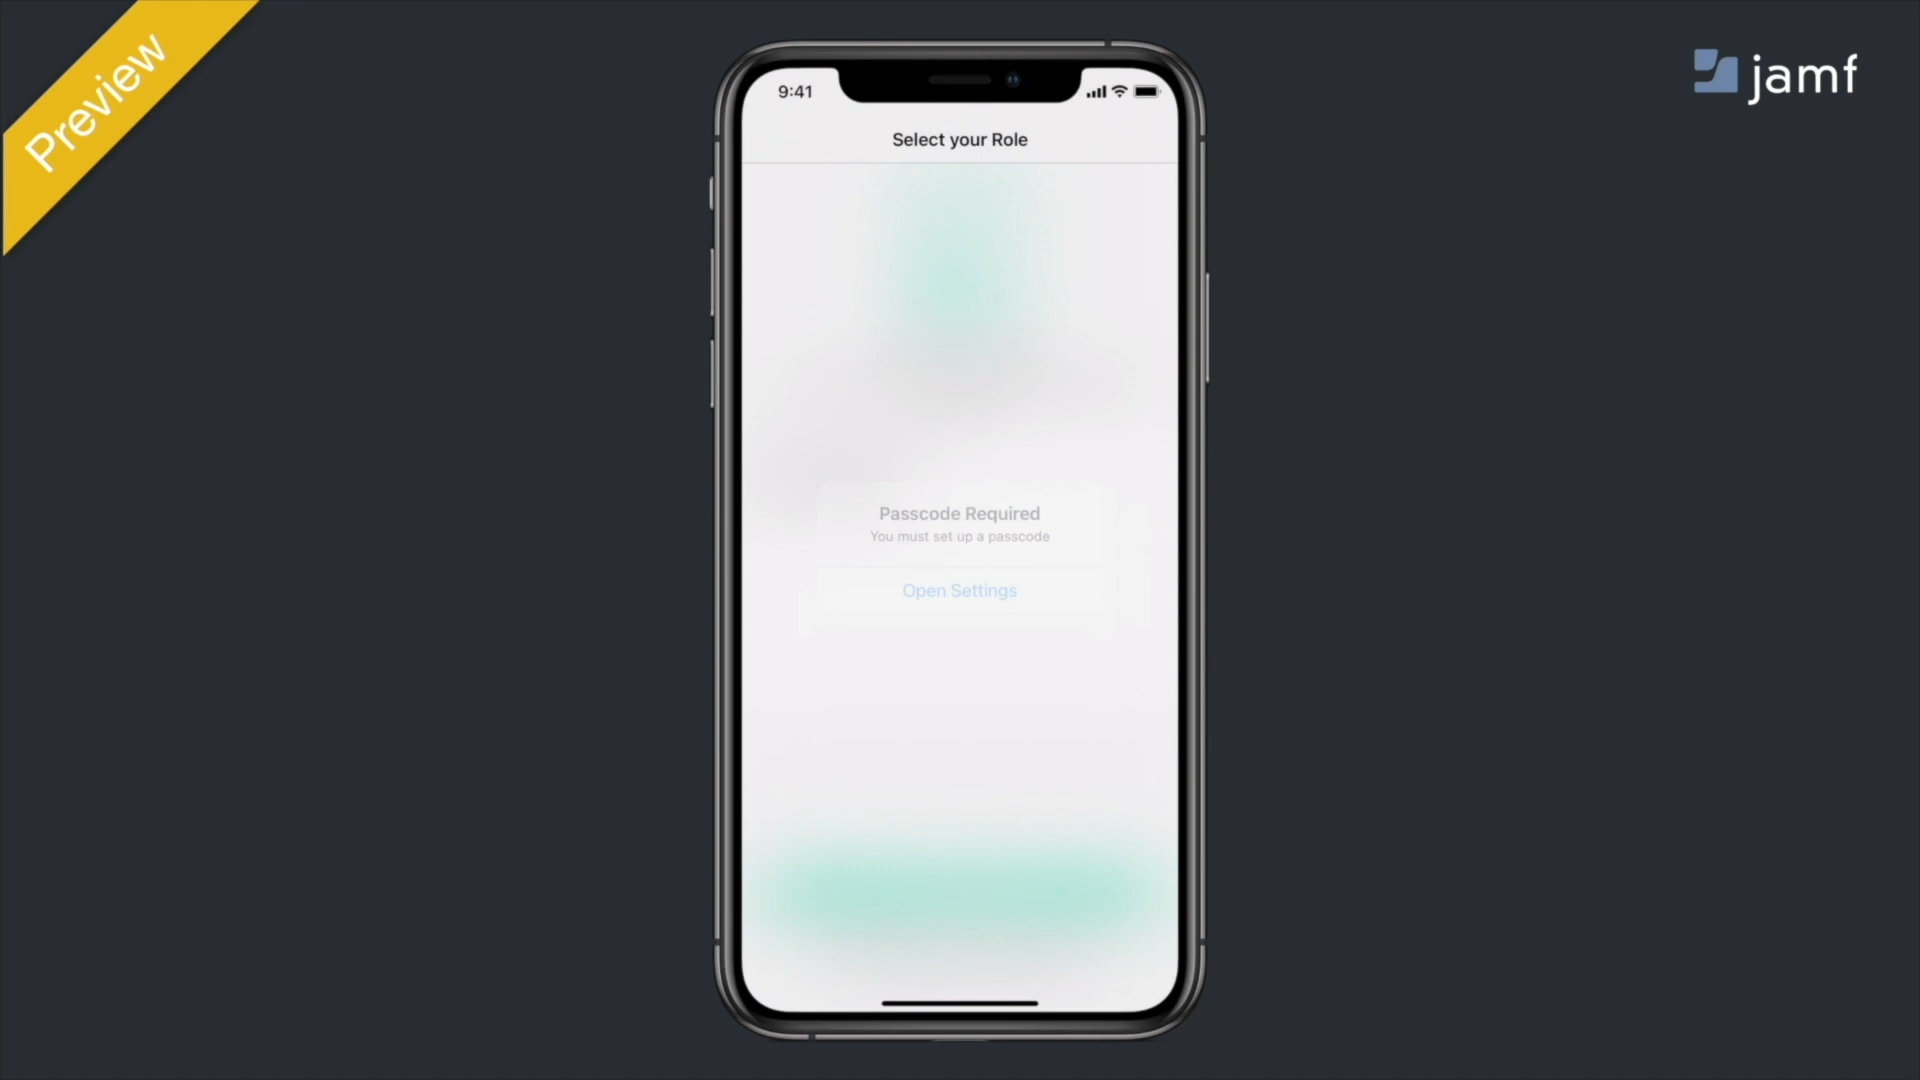 Preview
jamf
9:41
Select your Role
Passcode Required
You must set up a passcode
Open Settings